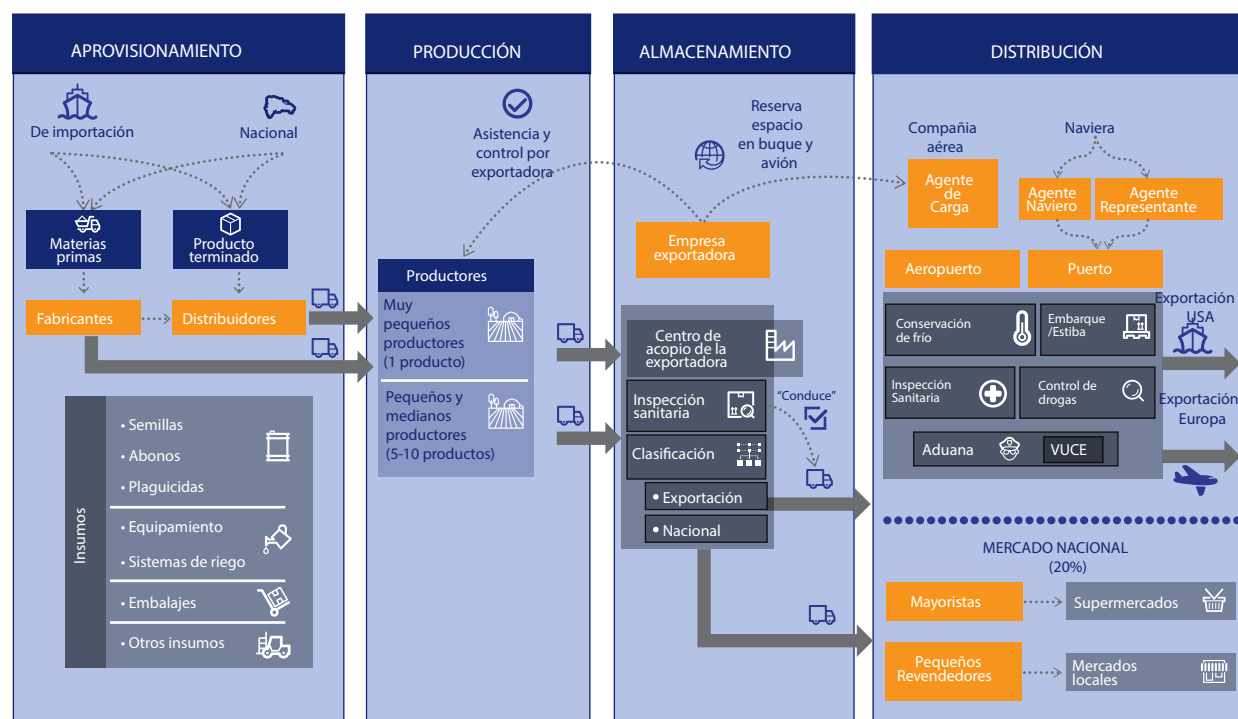 APROVISIONAMIENTO
De importación
Nacional
Materias
primas
Producto
terminado
Fabricantes
Distribuidores
Insumos
• Semillas
• Abonos
• Plaguicidas
• Equipamiento
• Sistemas de riego
• Embalajes
• Otros insumos
PRODUCCIÓN
Asistencia y
control por
exportadora
Productores
Muy
pequeños
productores
(1 producto)
Pequeños y
medianos
productores
(5-10 productos)
ALMACENAMIENTO
Reserva
espacio
en buque y
avión
Empresa
exportadora
Centro de
acopio de la
exportadora
Inspección
sanitaria
"Conduce"
Clasificación
• Exportación
• Nacional
DISTRIBUCIÓN
Compañia
aérea
Naviera
Agente
de
Carga
Agente
Naviero
Agente
Representante
Aeropuerto
Puerto
Conservación
de frío
Embarque
/Estiba
Exportación
USA
Inspección
Sanitaria
Control de
drogas
Exportación
Europa
Aduana
VUCE
MERCADO NACIONAL
(20%)
Mayoristas
Supermercados
Pequeños
Revendedores
Mercados
locales